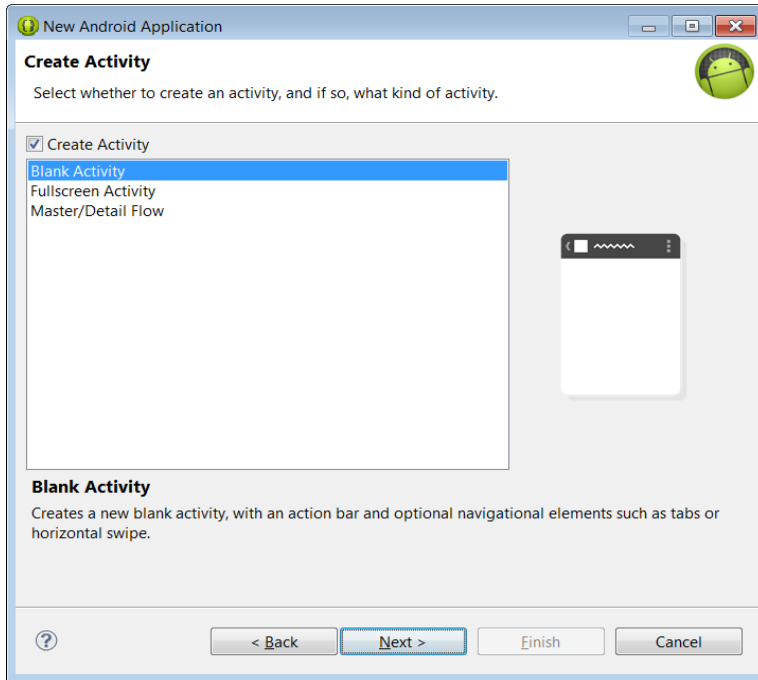 New Android Application
Create Activity
Select whether to create an activity, and if so, what kind of activity.
Create Activity
Blank Activity
Fullscreen Activity
Master/Detail Flow
Blank Activity
Creates a new blank activity, with an action bar and optional navigational elements such as tabs or
horizontal swipe.
? < Back Next > Finish Cancel